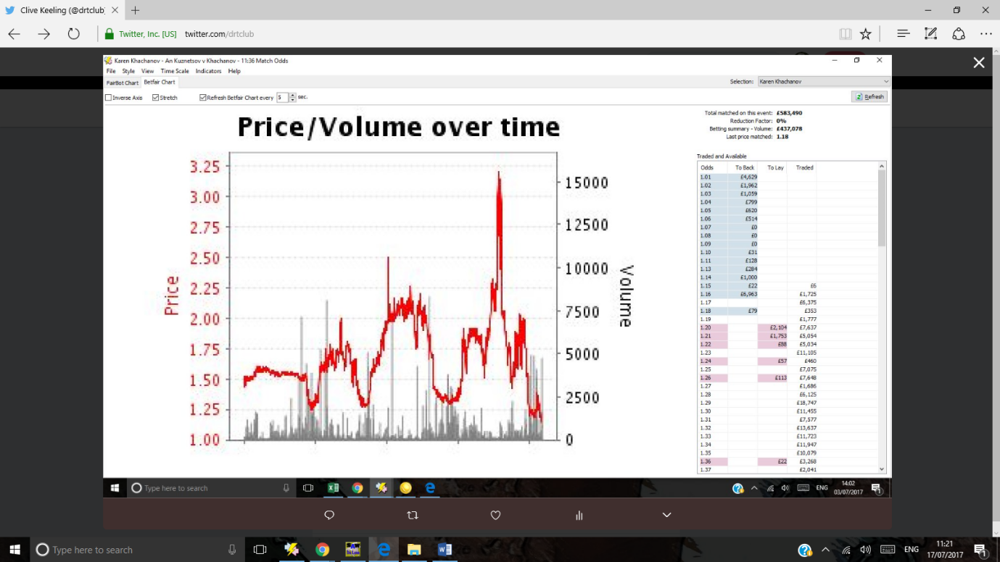 Clive Keeling (@drtclub)
Twitter, Inc. [US] twitter.com/drtclub
Karen Khachanov - An Kuznetsov v Khachanov - 11:36 Match Odds
File Style View Time Scale Indicators Help
FairBot Chart Betfair Chart
Selection: Karen Khachanov
Inverse Axis Stretch Refresh Betfair Chart every 5 sec.
Refresh
Price/Volume over time
Total matched on this event: £583,490
Reduction Factor: 0%
Betting summary - Volume: £437,078
Last price matched: 1.18
Price
3.25
3.00
2.75
2.50
2.25
2.00
1.75
1.50
1.25
1.00
15000
12500
10000
7500
5000
2500
0
Volume
Traded and Available
Odds To Back To Lay Traded
1.01 £4,629
1.02 £1,962
1.03 £1,059
1.04 £799
1.05 £620
1.06 £514
1.07 £0
1.08 £0
1.09 £0
1.10 £31
1.11 £128
1.13 £284
1.14 £1,000
1.15 £22 £6
1.16 £6,963 £1,725
1.17 £6,375
1.18 £79 £353
1.19 £1,777
1.20 £2,104 £7,637
1.21 £1,753 £5,054
1.22 £88 £5,034
1.23 £11,105
1.24 £57 £460
1.25 £7,075
1.26 £113 £7,648
1.27 £1,686
1.28 £6,125
1.29 £18,747
1.30 £11,455
1.31 £7,577
1.32 £13,637
1.33 £11,723
1.34 £11,947
1.35 £10,079
1.36 £22 £3,268
1.37 £2,041
Type here to search
ENG
14:02
03/07/2017
1
Type here to search
ENG
11:21
17/07/2017
1